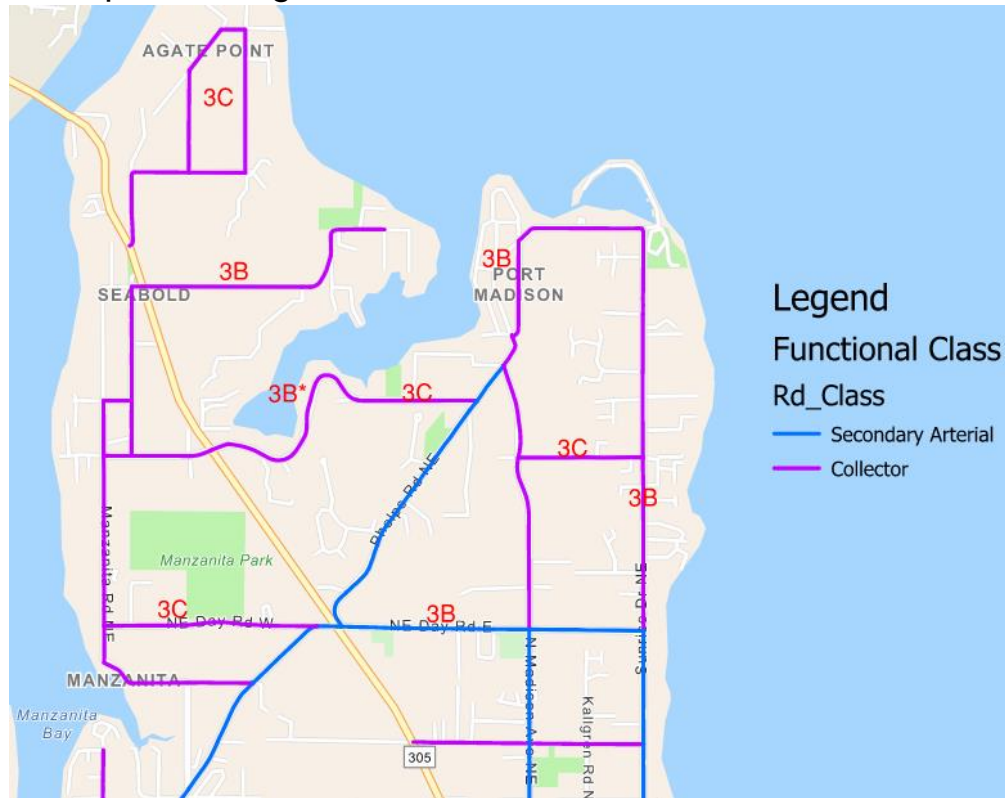 AGATE POINT
3C
3B
SEABOLD
3B
PORT
MADISON
3B*
3C
3C
3B
Phelps Rd NE
Manzanita Rd NE
Manzanita Park
3C
NE Day Rd W
3B
NE Day Rd E
Sunrise Dr NE
MANZANITA
Manzanita
Bay
N Madison Ave NE
Kallgren Rd N
305
Legend
Functional Class
Rd_Class
Secondary Arterial
Collector